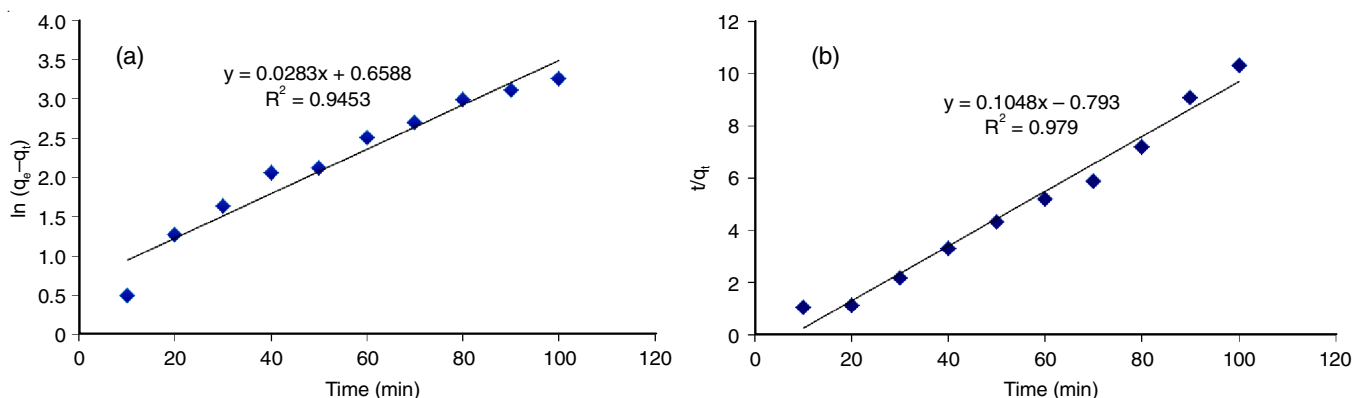 (a)
y = 0.0283x + 0.6588
R² = 0.9453
ln (qₑ–qₜ)
4.0
3.5
3.0
2.5
2.0
1.5
1.0
0.5
0
0 20 40 60 80 100 120
Time (min)
(b)
y = 0.1048x – 0.793
R² = 0.979
t/qₜ
12
10
8
6
4
2
0
0 20 40 60 80 100 120
Time (min)